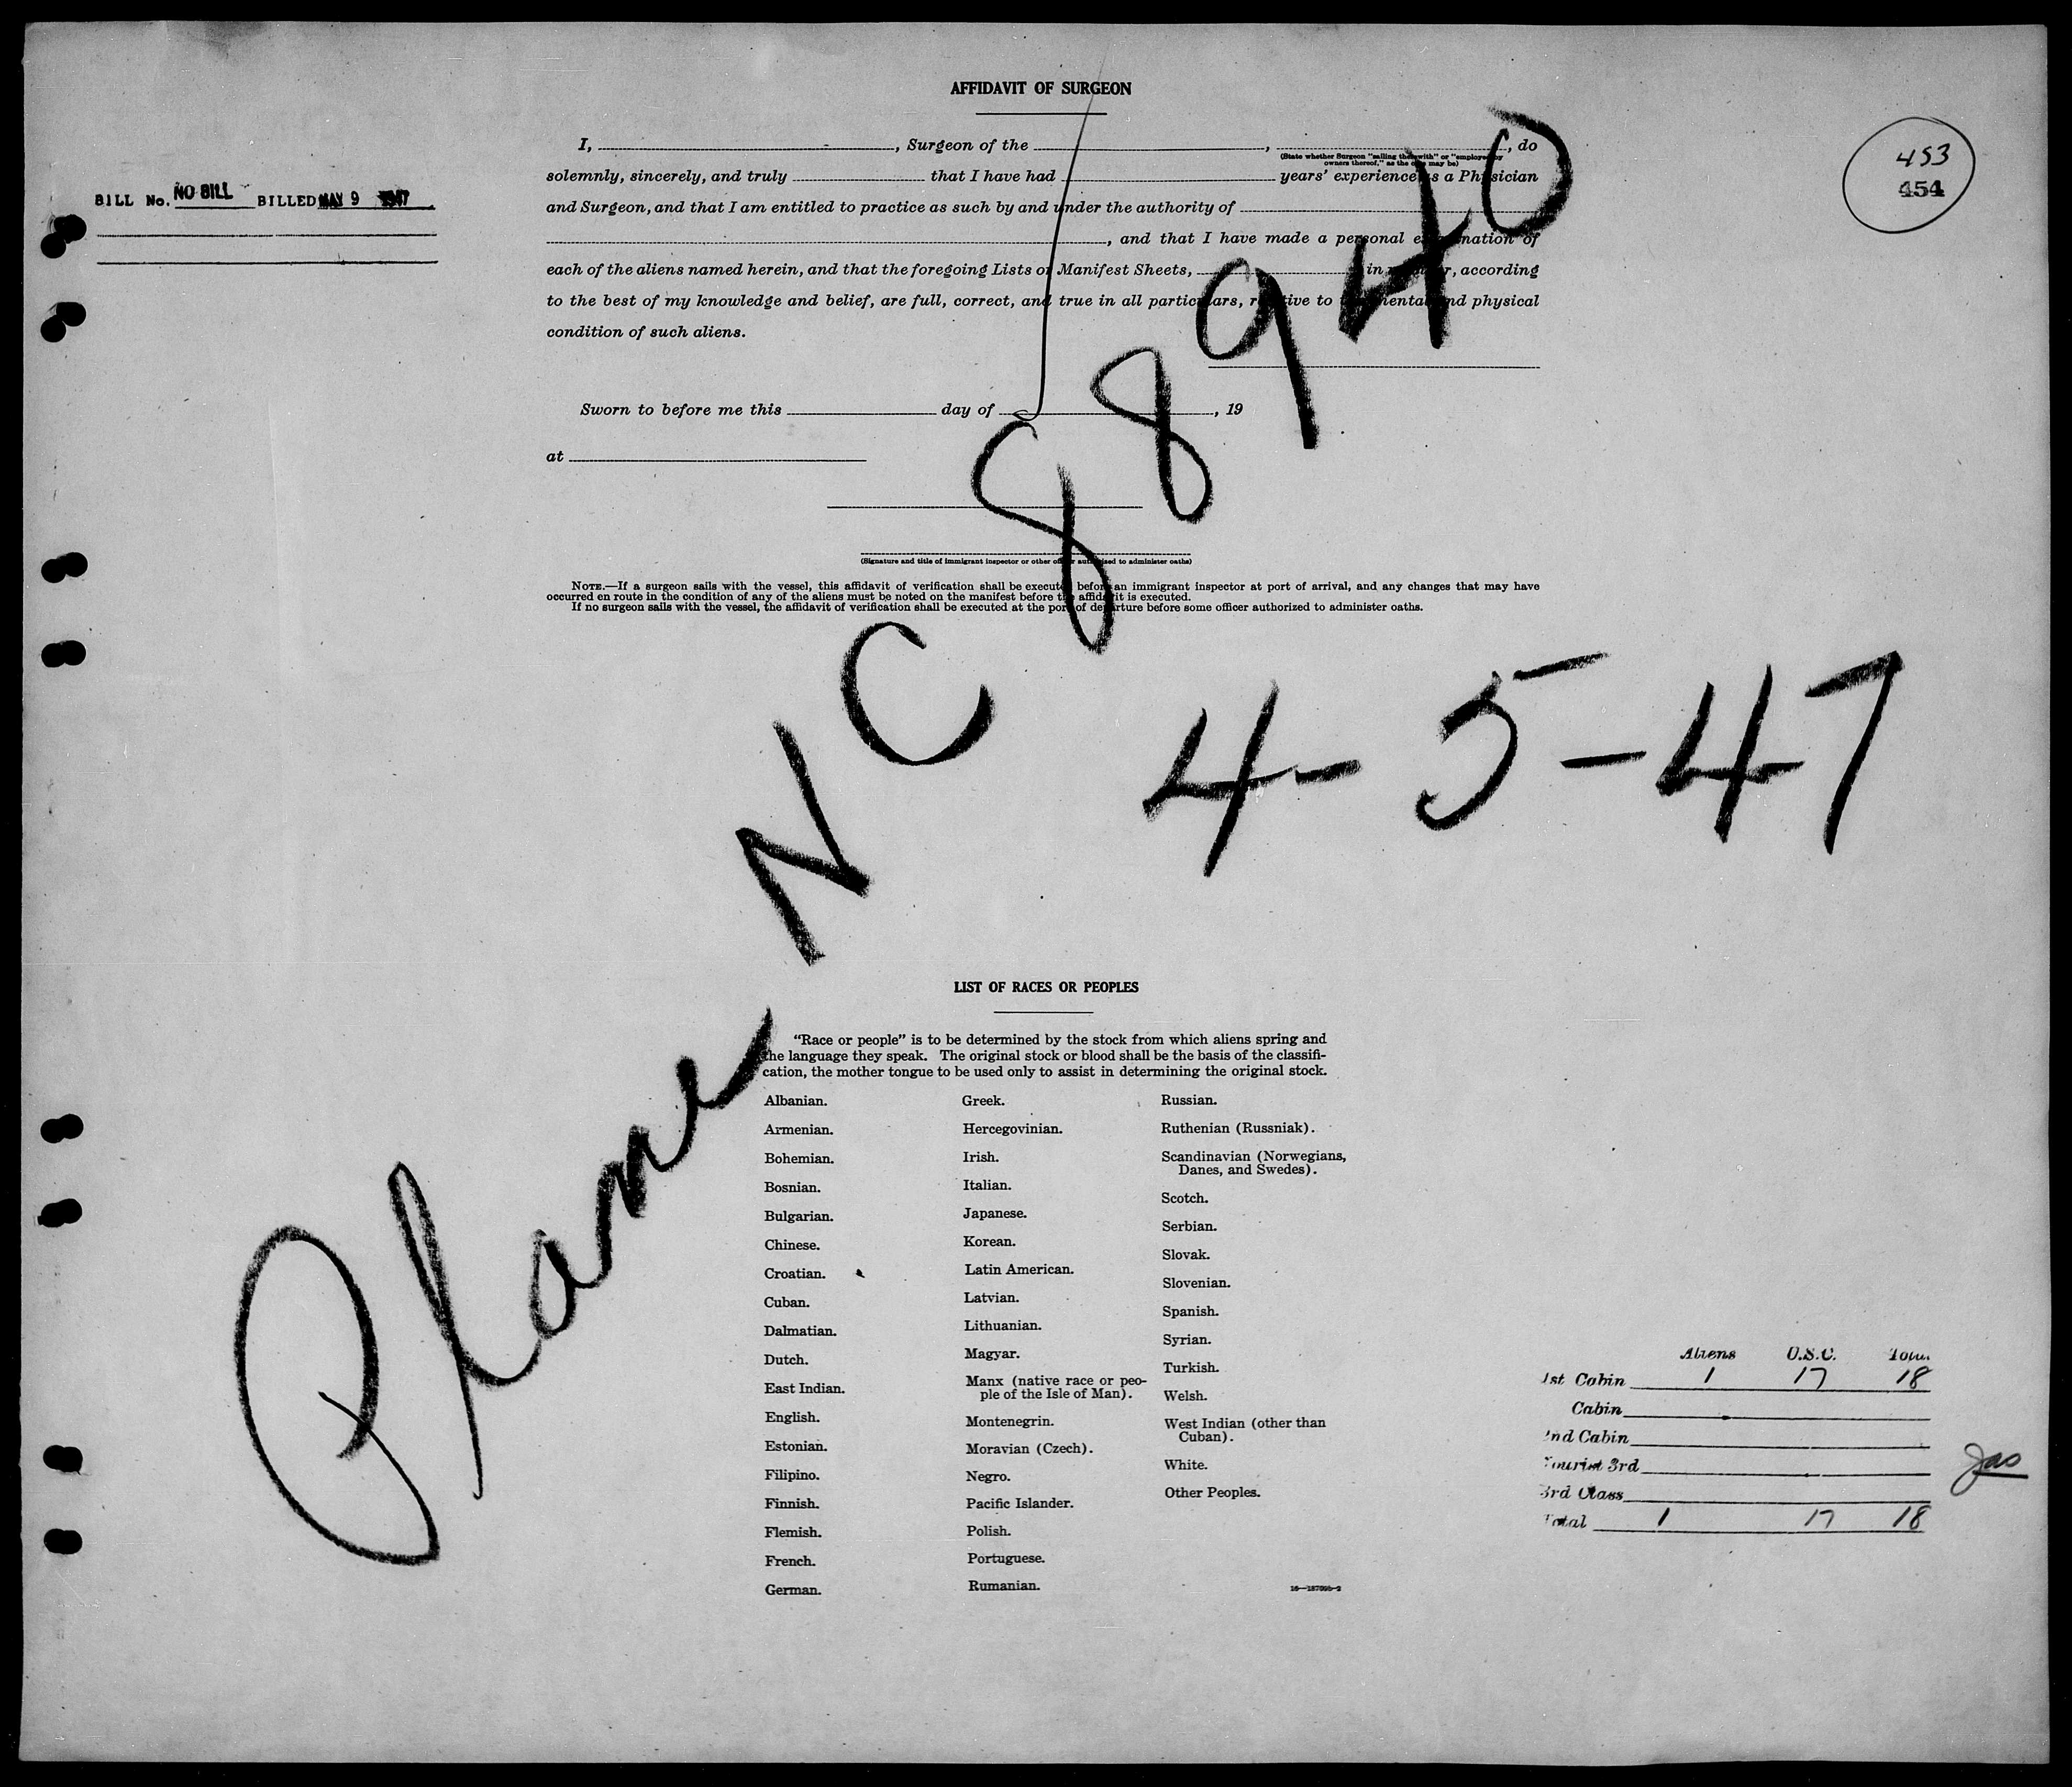 AFFIDAVIT OF SURGEON
453
454
BILL No. NO BILL BILLED MAY 9 1947
I, , Surgeon of the , , do
(State whether Surgeon "sailing therewith" or "employed by
owners thereof," as the case may be)
solemnly, sincerely, and truly that I have had years' experience as a Physician
and Surgeon, and that I am entitled to practice as such by and under the authority of
, and that I have made a personal examination of
each of the aliens named herein, and that the foregoing Lists or Manifest Sheets, in number, according
to the best of my knowledge and belief, are full, correct, and true in all particulars, relative to the mental and physical
condition of such aliens.
Sworn to before me this day of , 19
at
(Signature and title of immigrant inspector or other officer authorized to administer oaths)
NOTE.—If a surgeon sails with the vessel, this affidavit of verification shall be executed before an immigrant inspector at port of arrival, and any changes that may have
occurred en route in the condition of any of the aliens must be noted on the manifest before the affidavit is executed.
If no surgeon sails with the vessel, the affidavit of verification shall be executed at the port of departure before some officer authorized to administer oaths.
Plane NC 88940
4-5-47
LIST OF RACES OR PEOPLES
"Race or people" is to be determined by the stock from which aliens spring and
the language they speak. The original stock or blood shall be the basis of the classifi-
cation, the mother tongue to be used only to assist in determining the original stock.
Albanian.
Armenian.
Bohemian.
Bosnian.
Bulgarian.
Chinese.
Croatian.
Cuban.
Dalmatian.
Dutch.
East Indian.
English.
Estonian.
Filipino.
Finnish.
Flemish.
French.
German.
Greek.
Hercegovinian.
Irish.
Italian.
Japanese.
Korean.
Latin American.
Latvian.
Lithuanian.
Magyar.
Manx (native race or peo-
ple of the Isle of Man).
Montenegrin.
Moravian (Czech).
Negro.
Pacific Islander.
Polish.
Portuguese.
Rumanian.
Russian.
Ruthenian (Russniak).
Scandinavian (Norwegians,
Danes, and Swedes).
Scotch.
Serbian.
Slovak.
Slovenian.
Spanish.
Syrian.
Turkish.
Welsh.
West Indian (other than
Cuban).
White.
Other Peoples.
Aliens U.S.C. Total
1st Cabin 1 17 18
Cabin
2nd Cabin
Tourist 3rd
3rd Class
Total 1 17 18